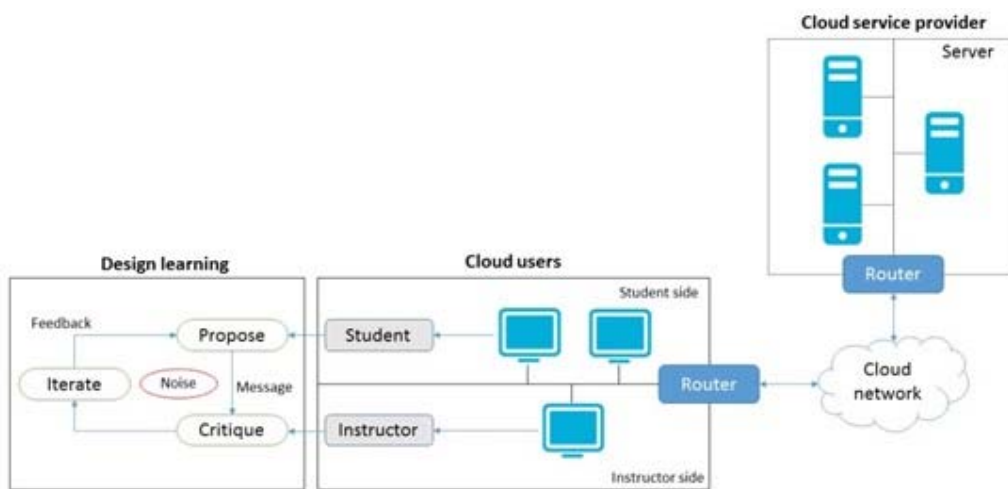 Cloud service provider
Server
Router
Design learning
Cloud users
Student side
Feedback
Propose
Student
Iterate
Noise
Message
Router
Cloud
network
Critique
Instructor
Instructor side